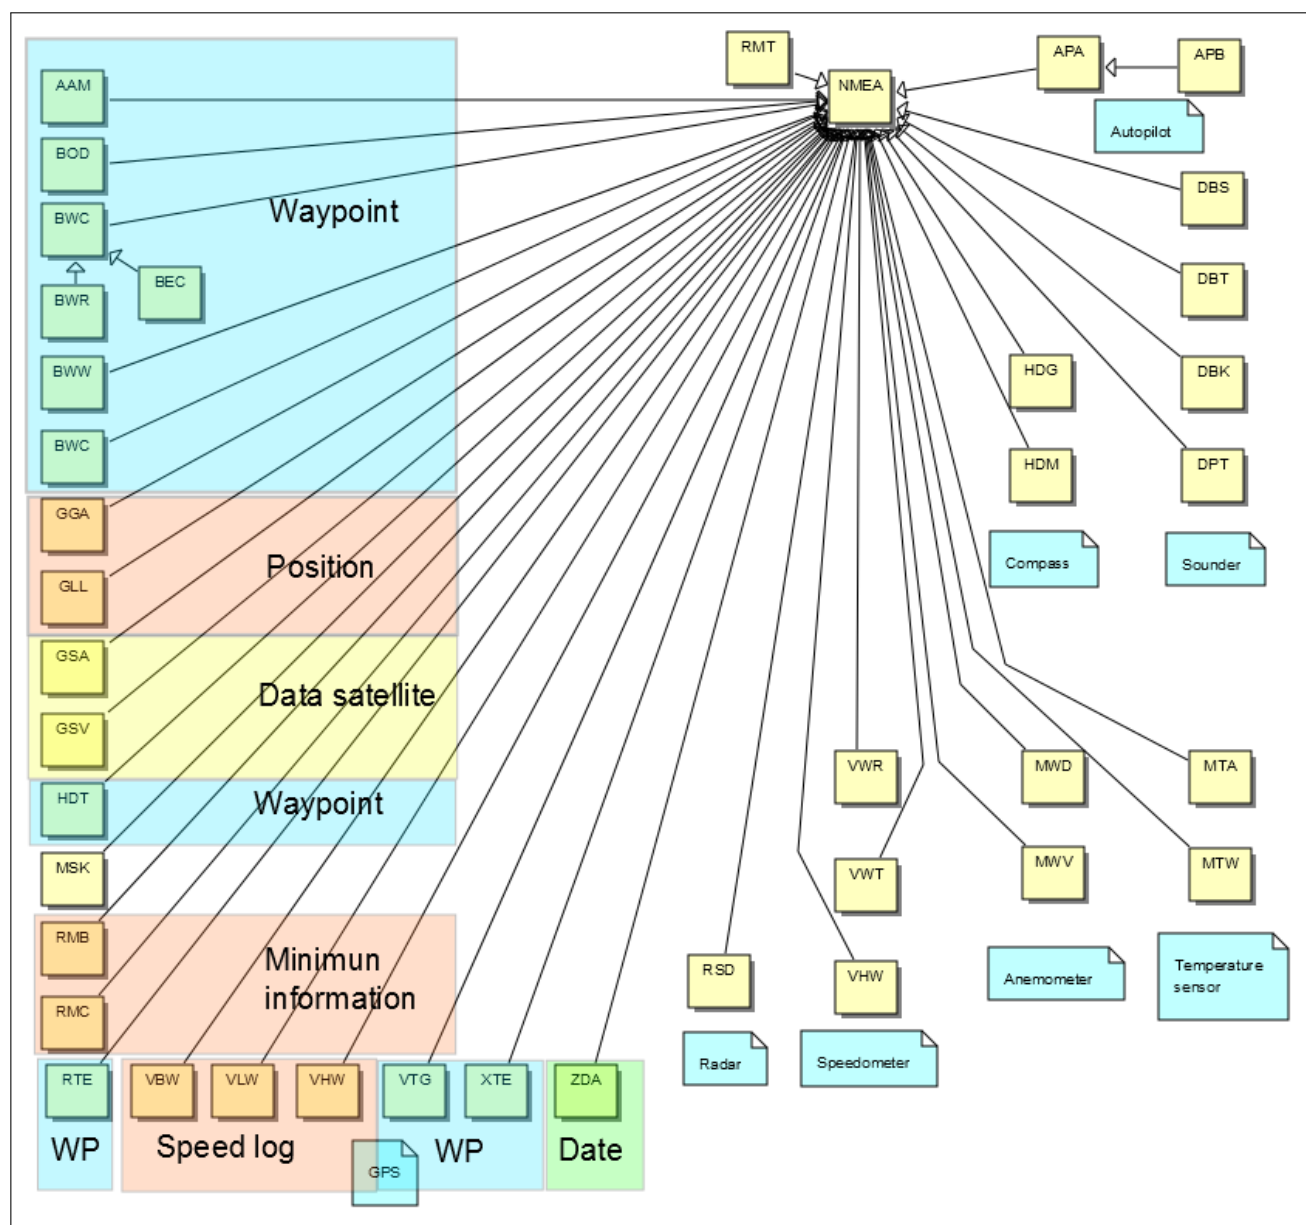 RMT
NMEA
APA
APB
Autopilot
AAM
BOD
BWC
Waypoint
BWR
BEC
BWW
BWC
DBS
DBT
HDG
DBK
HDM
DPT
Compass
Sounder
GGA
GLL
Position
GSA
GSV
Data satellite
HDT
Waypoint
MSK
RMB
RMC
Minimun
information
VWR
MWD
MTA
VWT
MWV
MTW
RSD
VHW
Anemometer
Temperature
sensor
Radar
Speedometer
RTE
VBW
VLW
VHW
VTG
XTE
ZDA
WP
Speed log
GPS
WP
Date